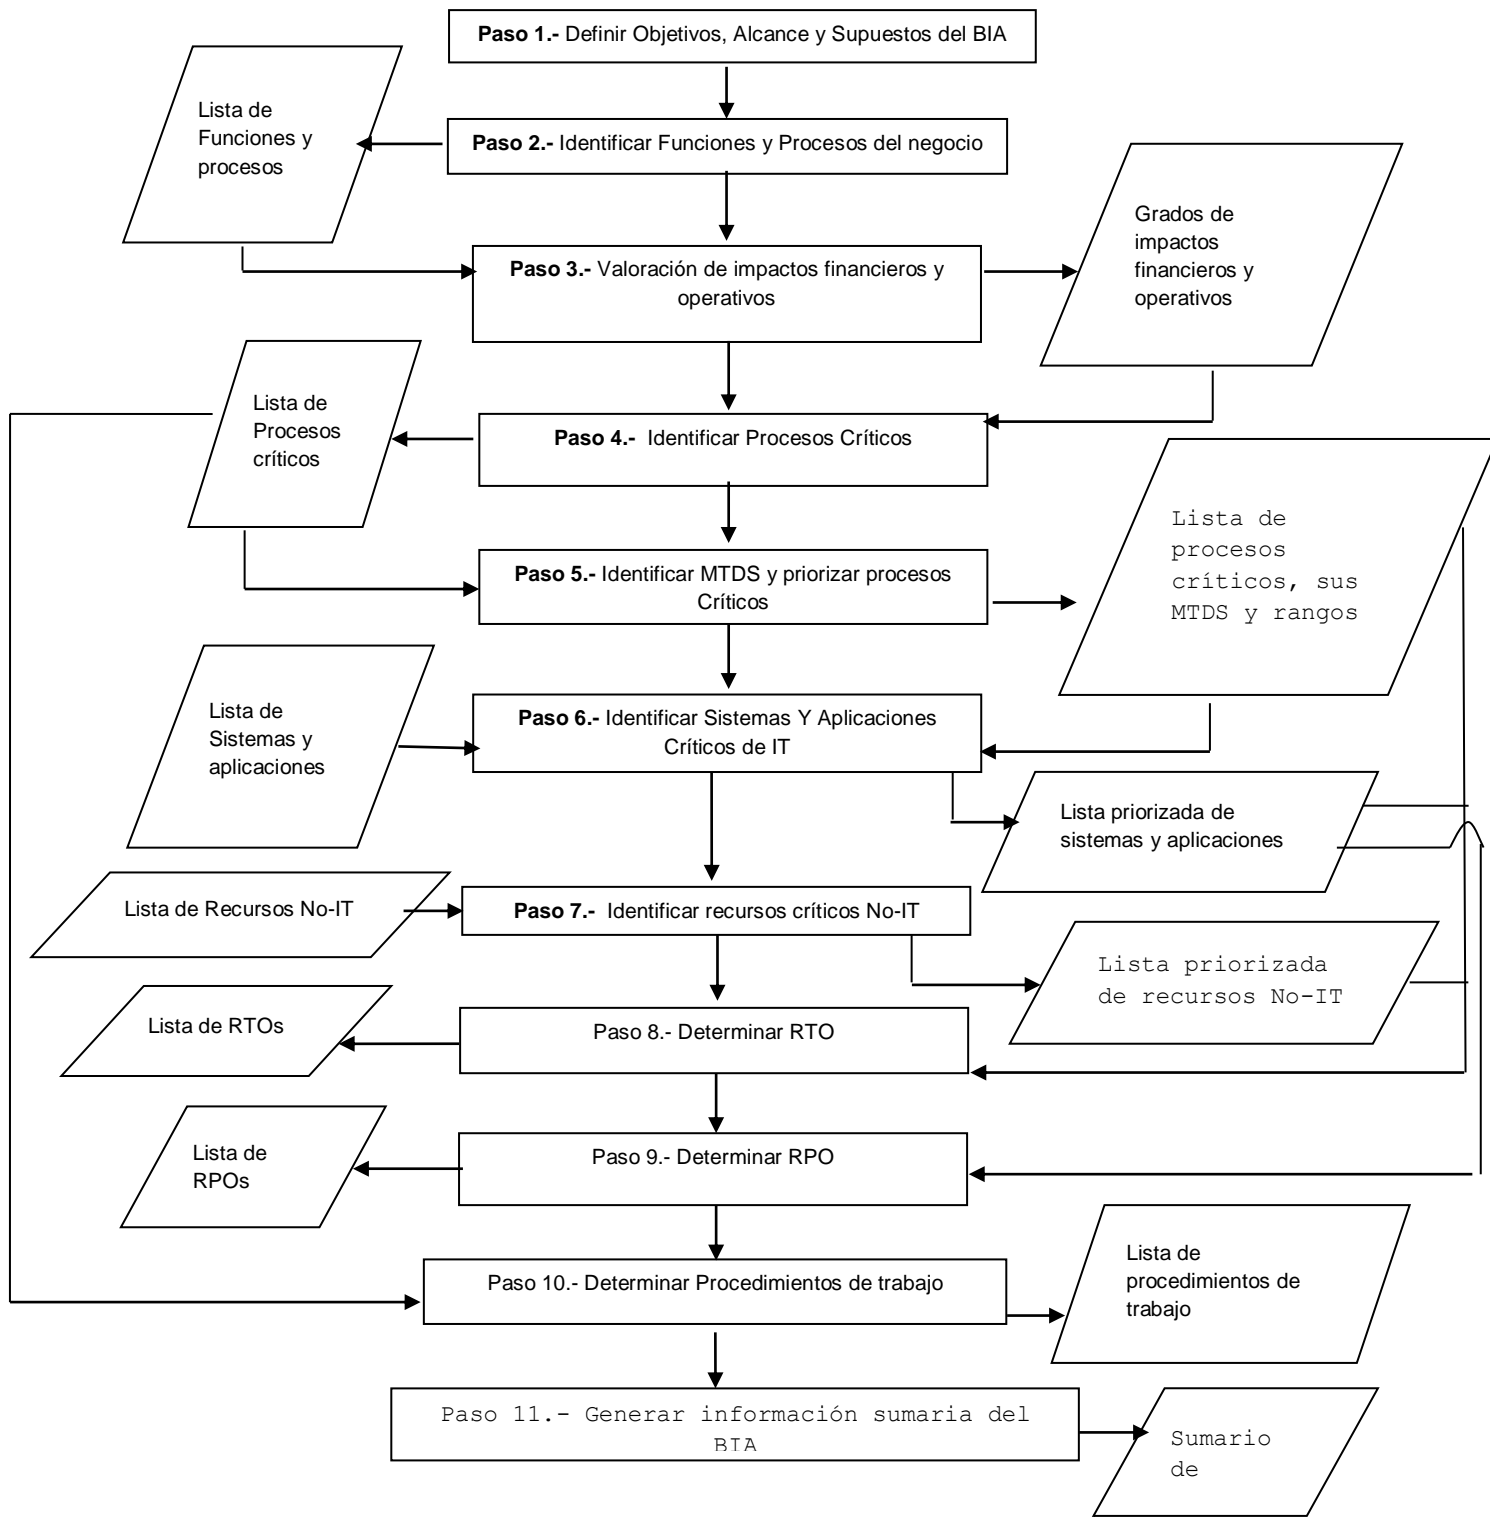 Paso 1.- Definir Objetivos, Alcance y Supuestos del BIA
Lista de
Funciones y
procesos
Paso 2.- Identificar Funciones y Procesos del negocio
Grados de
impactos
financieros y
operativos
Paso 3.- Valoración de impactos financieros y
operativos
Lista de
Procesos
críticos
Paso 4.- Identificar Procesos Críticos
Lista de
procesos
críticos, sus
MTDS y rangos
Paso 5.- Identificar MTDS y priorizar procesos
Críticos
Lista de
Sistemas y
aplicaciones
Paso 6.- Identificar Sistemas Y Aplicaciones
Críticos de IT
Lista priorizada de
sistemas y aplicaciones
Lista de Recursos No-IT
Paso 7.- Identificar recursos críticos No-IT
Lista priorizada
de recursos No-IT
Lista de RTOs
Paso 8.- Determinar RTO
Lista de
RPOs
Paso 9.- Determinar RPO
Paso 10.- Determinar Procedimientos de trabajo
Lista de
procedimientos de
trabajo
Paso 11.- Generar información sumaria del
BIA
Sumario
de